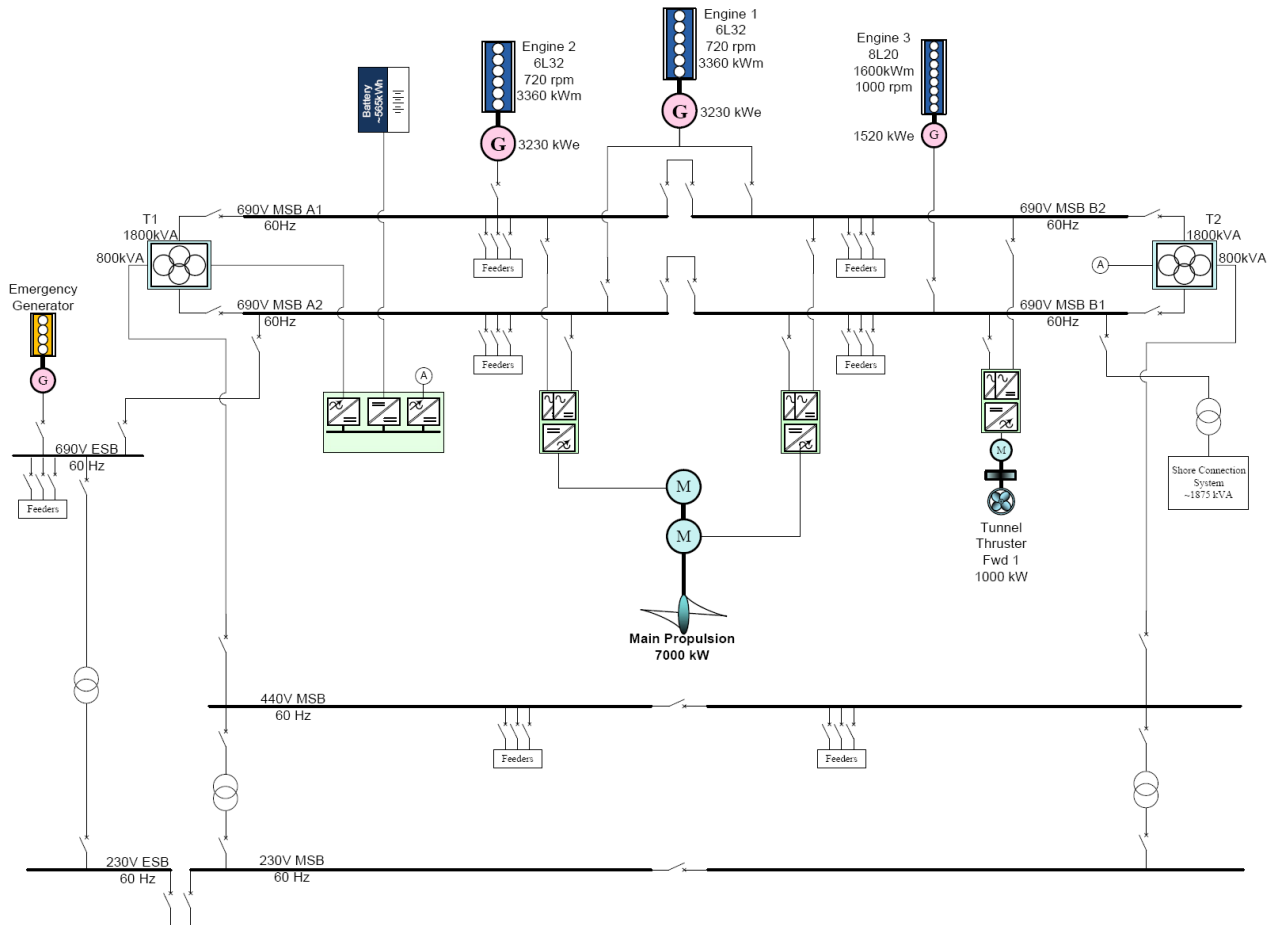 Engine 1
6L32
720 rpm
3360 kWm
G
3230 kWe
Engine 2
6L32
720 rpm
3360 kWm
G
3230 kWe
Engine 3
8L20
1600kWm
1000 rpm
1520 kWe
G
Battery
~565kWh
T1
1800kVA
800kVA
690V MSB A1
60Hz
690V MSB B2
60Hz
T2
1800kVA
800kVA
A
Feeders
Feeders
Emergency
Generator
G
690V MSB A2
60Hz
690V MSB B1
60Hz
Feeders
Feeders
A
690V ESB
60 Hz
Feeders
M
M
Main Propulsion
7000 kW
M
Tunnel
Thruster
Fwd 1
1000 kW
Shore Connection
System
~1875 kVA
440V MSB
60 Hz
Feeders
Feeders
230V ESB
60 Hz
230V MSB
60 Hz